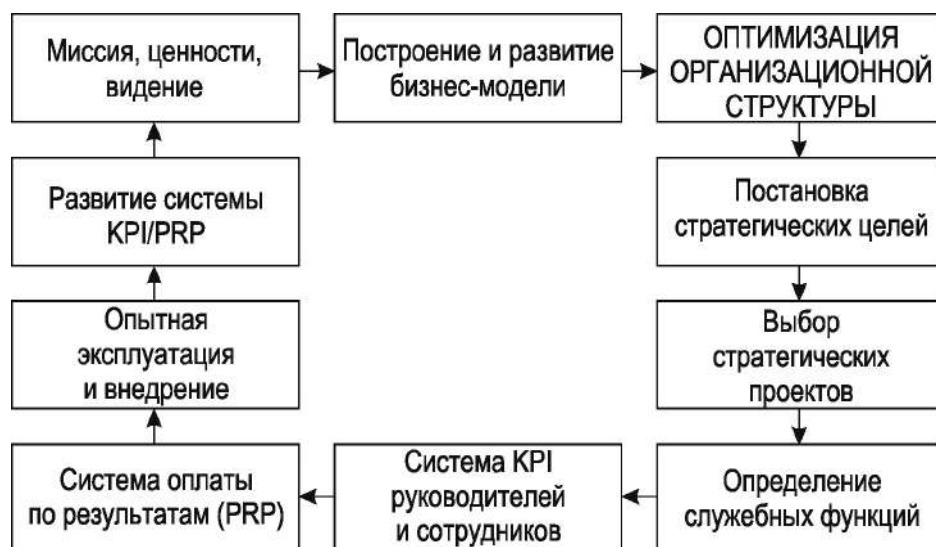 Миссия, ценности,
видение
Построение и развитие
бизнес-модели
ОПТИМИЗАЦИЯ
ОРГАНИЗАЦИОННОЙ
СТРУКТУРЫ
Развитие системы
KPI/PRP
Постановка
стратегических целей
Опытная
эксплуатация
и внедрение
Выбор
стратегических
проектов
Система оплаты
по результатам (PRP)
Система KPI
руководителей
и сотрудников
Определение
служебных функций